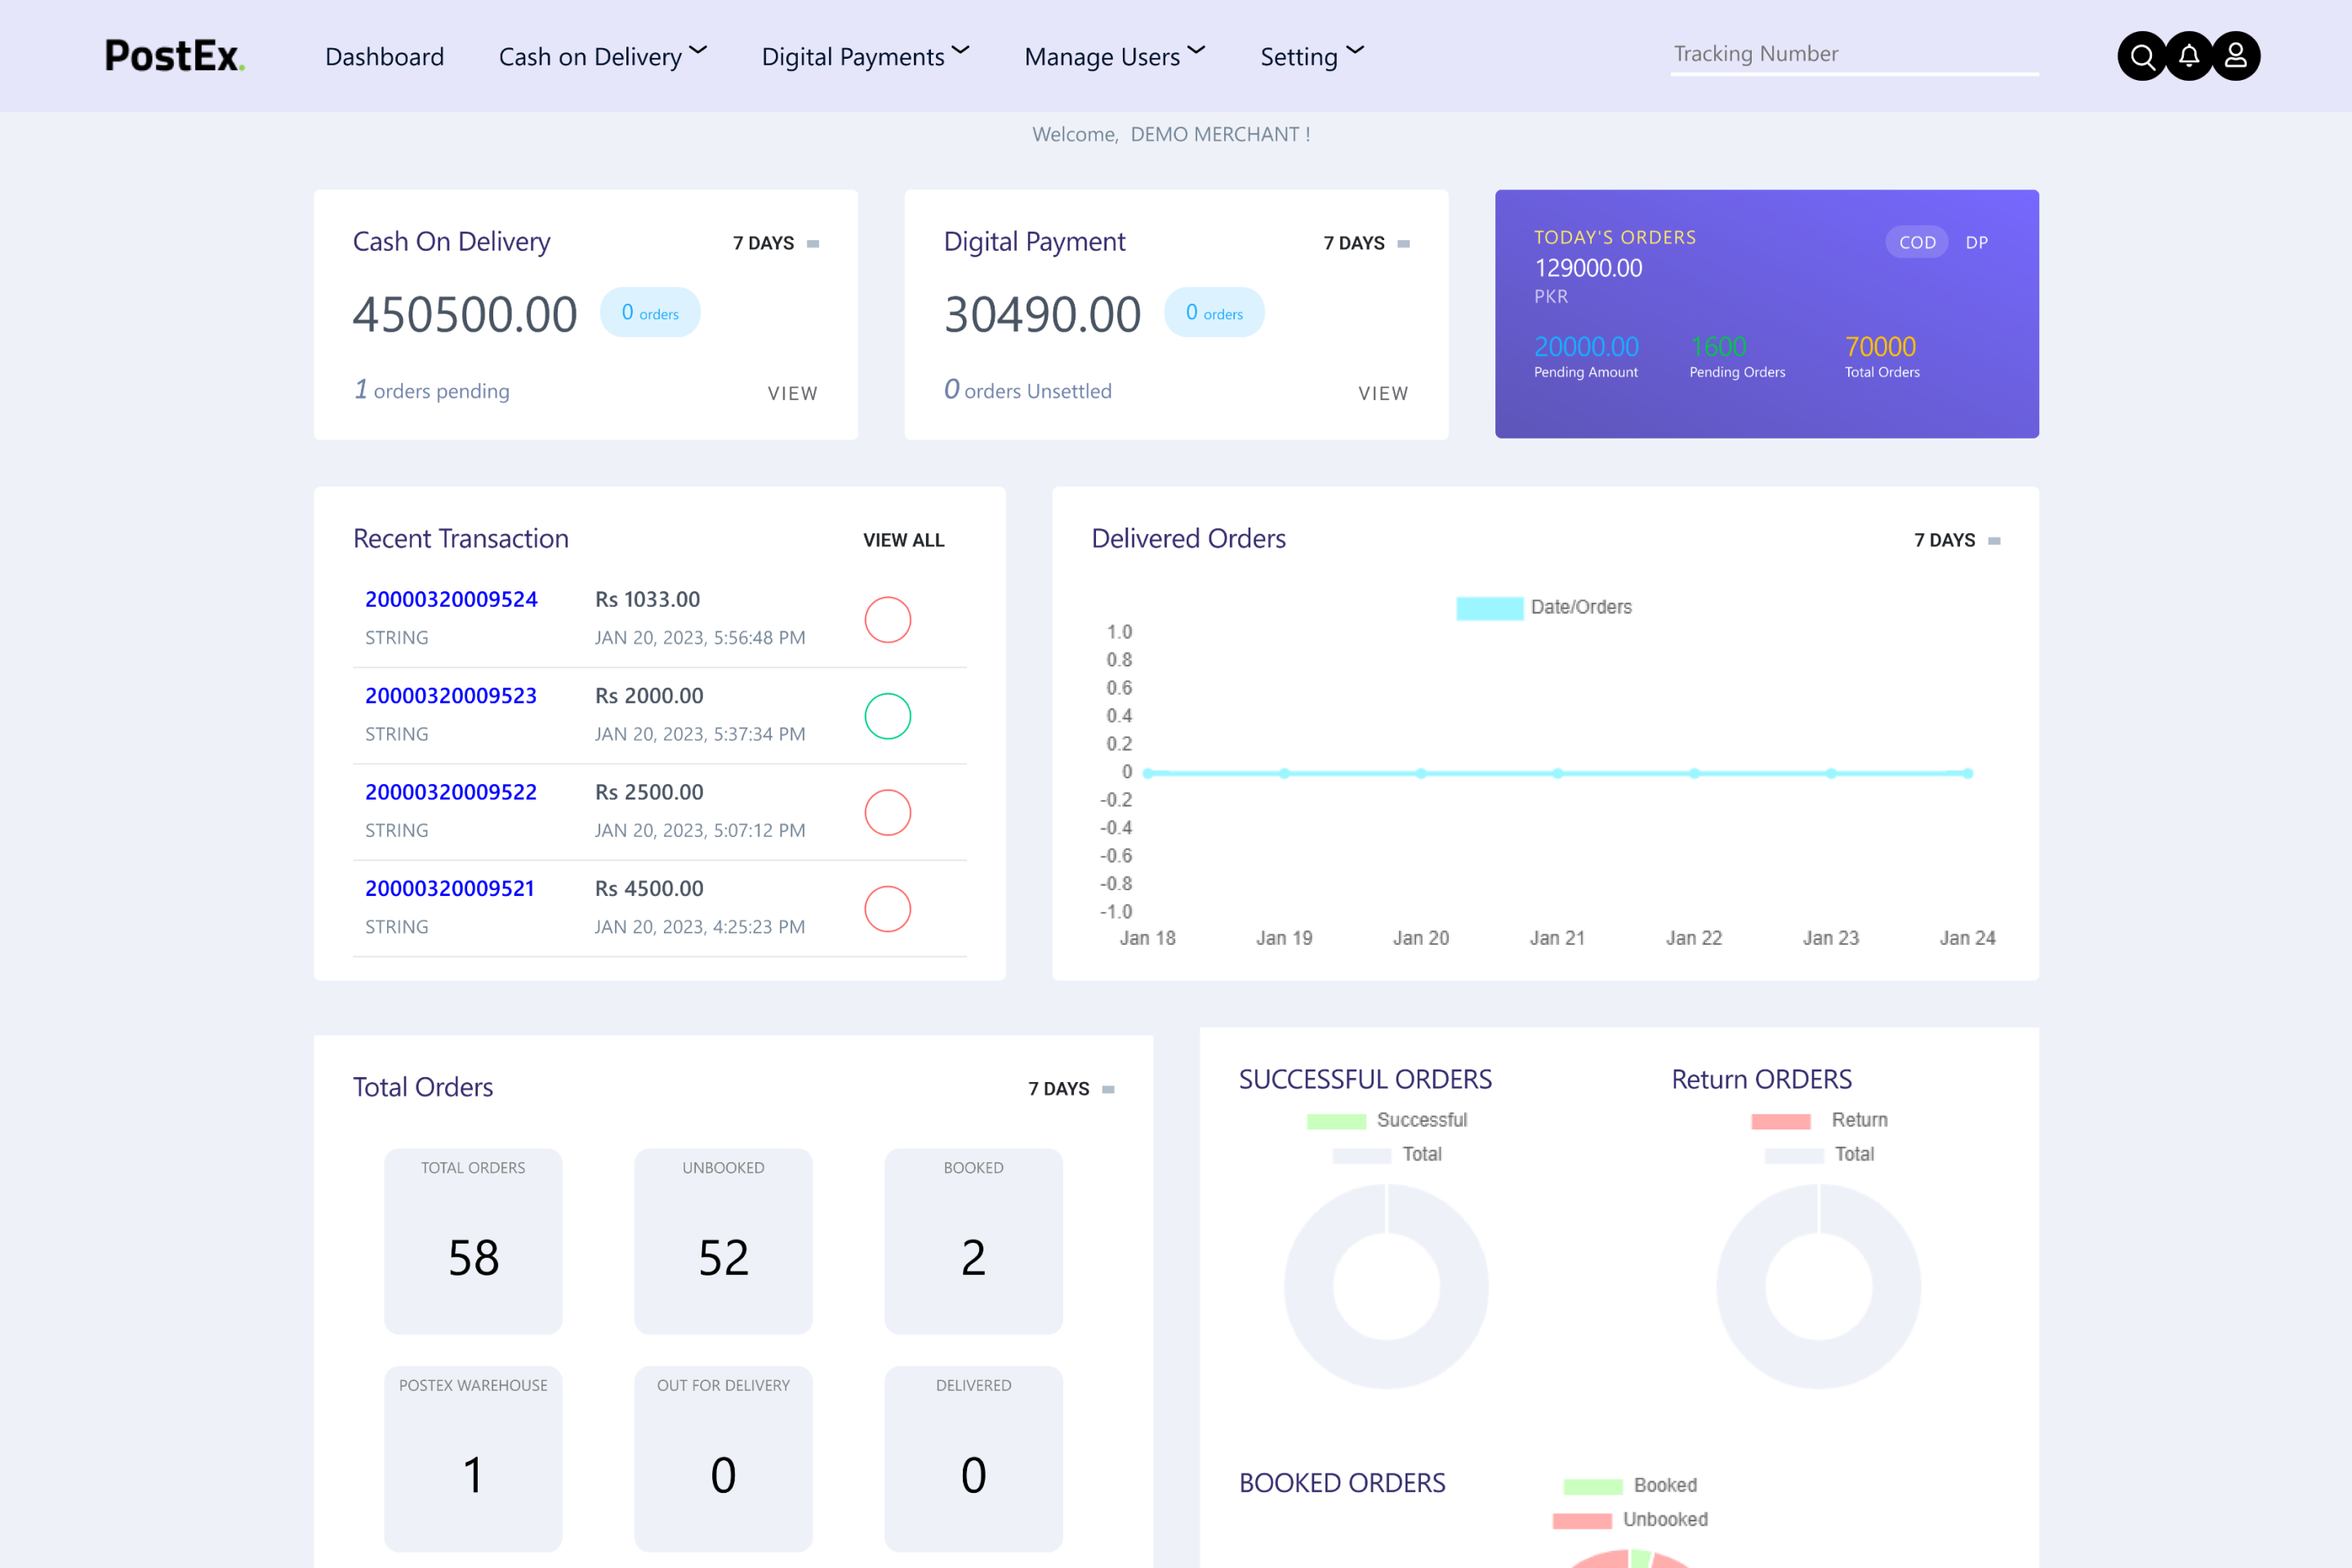 PostEx.
Dashboard
Cash on Delivery
Digital Payments
Manage Users
Setting
Tracking Number
Welcome, DEMO MERCHANT !
Cash On Delivery
7 DAYS
450500.00
0 orders
1 orders pending
VIEW
Digital Payment
7 DAYS
30490.00
0 orders
0 orders Unsettled
VIEW
TODAY'S ORDERS
COD
DP
129000.00
PKR
20000.00
1600
70000
Pending Amount
Pending Orders
Total Orders
Recent Transaction
VIEW ALL
20000320009524
Rs 1033.00
STRING
JAN 20, 2023, 5:56:48 PM
20000320009523
Rs 2000.00
STRING
JAN 20, 2023, 5:37:34 PM
20000320009522
Rs 2500.00
STRING
JAN 20, 2023, 5:07:12 PM
20000320009521
Rs 4500.00
STRING
JAN 20, 2023, 4:25:23 PM
Delivered Orders
7 DAYS
Date/Orders
1.0
0.8
0.6
0.4
0.2
0
-0.2
-0.4
-0.6
-0.8
-1.0
Jan 18
Jan 19
Jan 20
Jan 21
Jan 22
Jan 23
Jan 24
Total Orders
7 DAYS
TOTAL ORDERS
58
UNBOOKED
52
BOOKED
2
POSTEX WAREHOUSE
1
OUT FOR DELIVERY
0
DELIVERED
0
SUCCESSFUL ORDERS
Successful
Total
Return ORDERS
Return
Total
BOOKED ORDERS
Booked
Unbooked